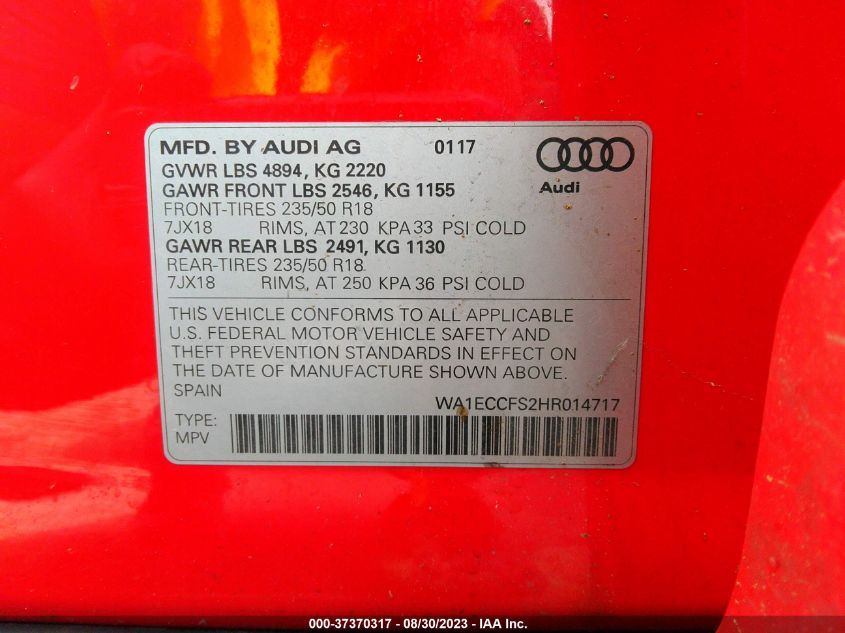 MFD. BY AUDI AG 0117
GVWR LBS 4894, KG 2220
GAWR FRONT LBS 2546, KG 1155
Audi
FRONT-TIRES 235/50 R18
7JX18 RIMS, AT 230 KPA 33 PSI COLD
GAWR REAR LBS 2491, KG 1130
REAR-TIRES 235/50 R18
7JX18 RIMS, AT 250 KPA 36 PSI COLD
THIS VEHICLE CONFORMS TO ALL APPLICABLE
U.S. FEDERAL MOTOR VEHICLE SAFETY AND
THEFT PREVENTION STANDARDS IN EFFECT ON
THE DATE OF MANUFACTURE SHOWN ABOVE.
SPAIN
WA1ECCFS2HR014717
TYPE:
MPV
000-37370317 - 08/30/2023 - IAA Inc.